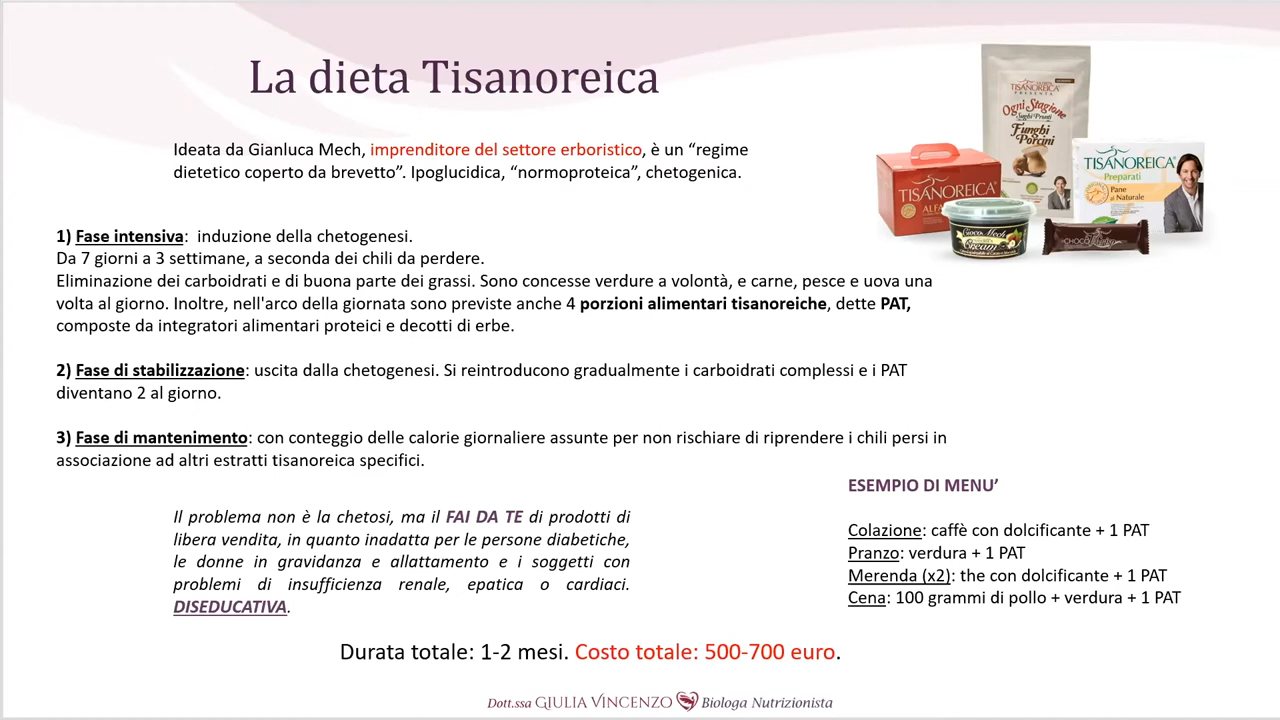 La dieta Tisanoreica
Ideata da Gianluca Mech, imprenditore del settore erboristico, è un “regime
dietetico coperto da brevetto”. Ipoglucidica, “normoproteica”, chetogenica.
TISANOREICA
PRESENTA
Ogni Stagione
Sughi Pronti
Funghi
Porcini
TISANOREICA
ALFA
TISANOREICA
Preparati
Pane
al Naturale
Cioco Mech
Cream
CHOCO
1) Fase intensiva: induzione della chetogenesi.
Da 7 giorni a 3 settimane, a seconda dei chili da perdere.
Eliminazione dei carboidrati e di buona parte dei grassi. Sono concesse verdure a volontà, e carne, pesce e uova una
volta al giorno. Inoltre, nell'arco della giornata sono previste anche 4 porzioni alimentari tisanoreiche, dette PAT,
composte da integratori alimentari proteici e decotti di erbe.
2) Fase di stabilizzazione: uscita dalla chetogenesi. Si reintroducono gradualmente i carboidrati complessi e i PAT
diventano 2 al giorno.
3) Fase di mantenimento: con conteggio delle calorie giornaliere assunte per non rischiare di riprendere i chili persi in
associazione ad altri estratti tisanoreica specifici.
Il problema non è la chetosi, ma il FAI DA TE di prodotti di
libera vendita, in quanto inadatta per le persone diabetiche,
le donne in gravidanza e allattamento e i soggetti con
problemi di insufficienza renale, epatica o cardiaci.
DISEDUCATIVA.
ESEMPIO DI MENU’
Colazione: caffè con dolcificante + 1 PAT
Pranzo: verdura + 1 PAT
Merenda (x2): the con dolcificante + 1 PAT
Cena: 100 grammi di pollo + verdura + 1 PAT
Durata totale: 1-2 mesi. Costo totale: 500-700 euro.
Dott.ssa GIULIA VINCENZO Biologa Nutrizionista